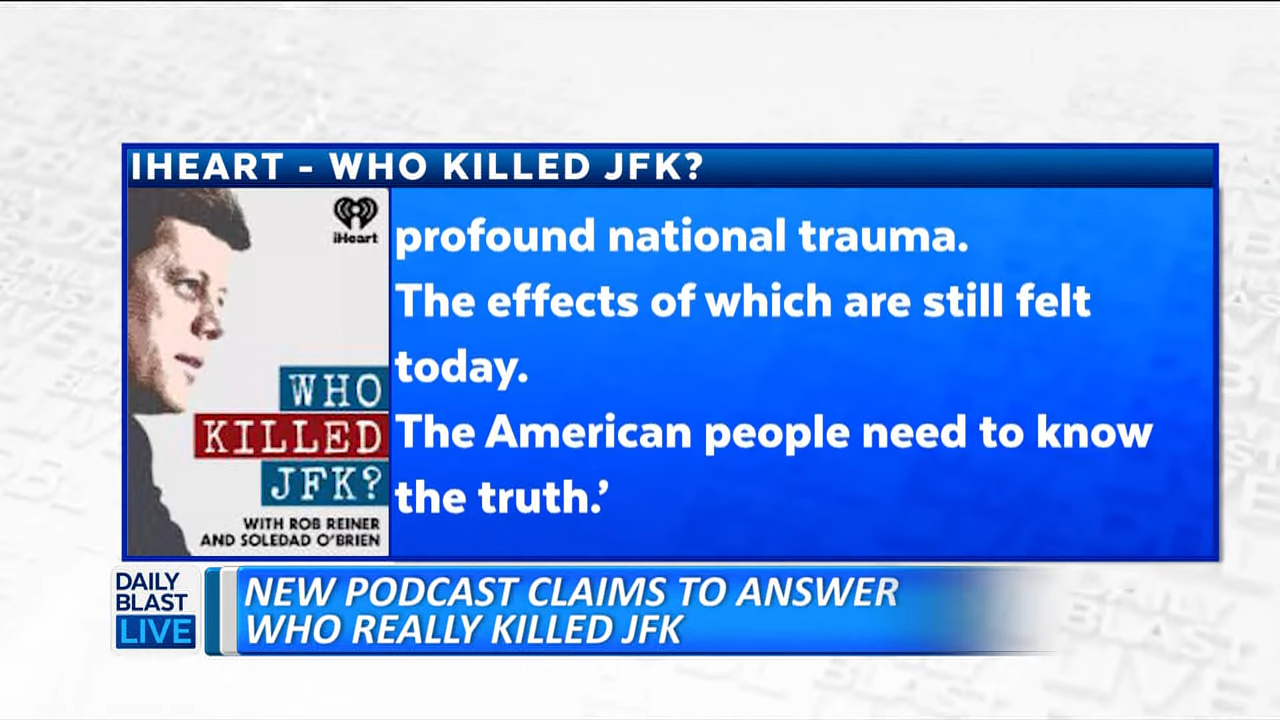 IHEART - WHO KILLED JFK?
iHeart
WHO
KILLED
JFK?
WITH ROB REINER
AND SOLEDAD O'BRIEN
profound national trauma.
The effects of which are still felt
today.
The American people need to know
the truth.’
DAILY
BLAST
LIVE
NEW PODCAST CLAIMS TO ANSWER
WHO REALLY KILLED JFK